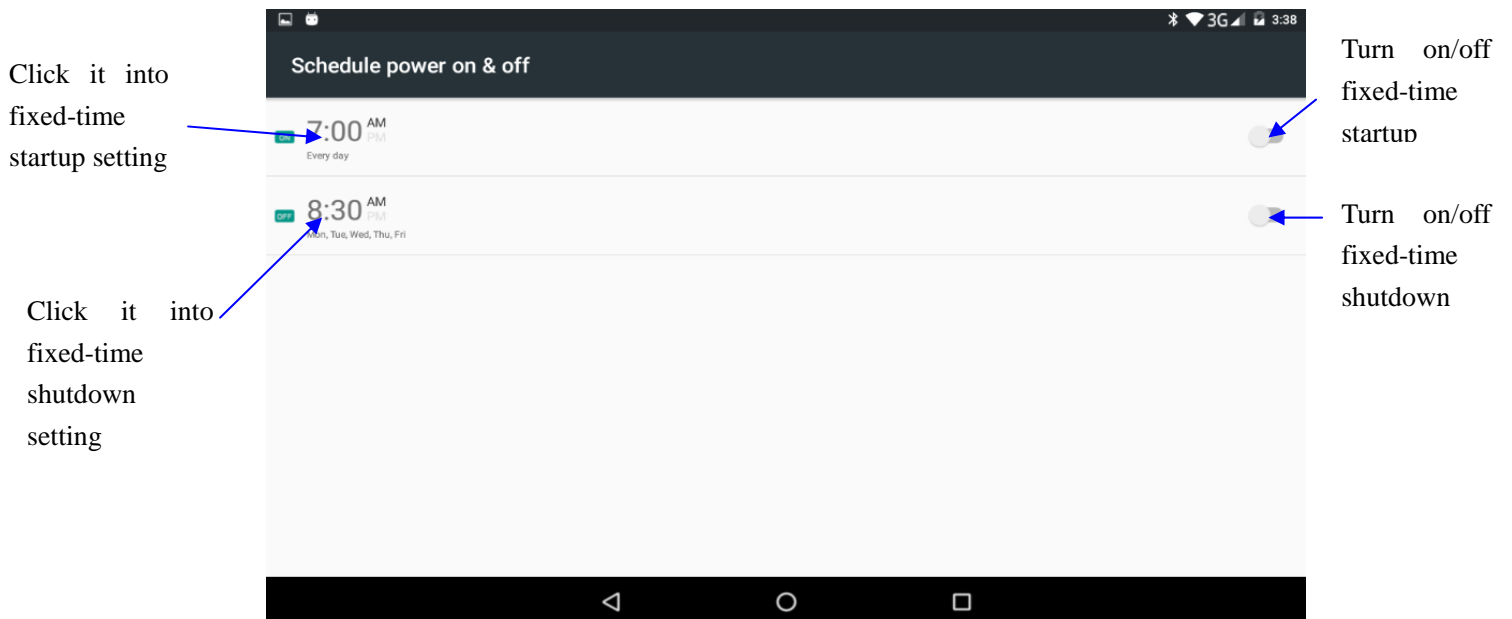 3G 3:38
Schedule power on & off
Click it into
fixed-time
startup setting
ON 7:00 AM
PM
Every day
Turn on/off
fixed-time
startup
OFF 8:30 AM
PM
Mon, Tue, Wed, Thu, Fri
Turn on/off
fixed-time
shutdown
Click it into
fixed-time
shutdown
setting